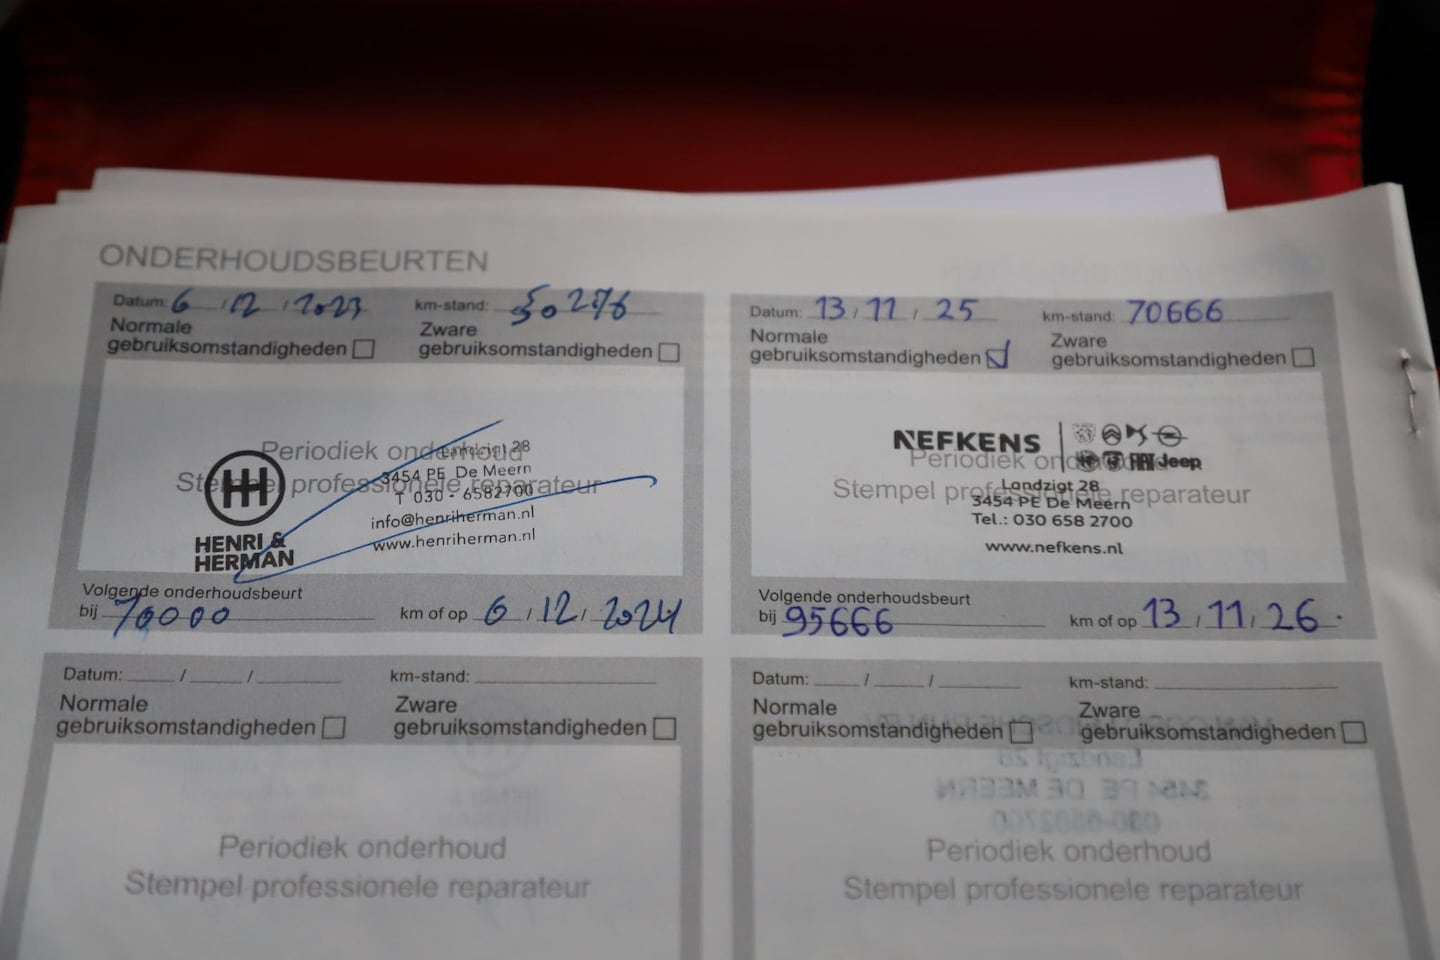 ONDERHOUDSBEURTEN
Datum: 6 / 12 / 2023 km-stand: 50276
Normale
gebruiksomstandigheden
Zware
gebruiksomstandigheden
Periodiek onderhoud
Stempel professionele reparateur
HH
HENRI &
HERMAN
Landzigt 28
3454 PE De Meern
T 030 - 6582700
info@henriherman.nl
www.henriherman.nl
Volgende onderhoudsbeurt
bij 70000 km of op 6 / 12 / 2024
Datum: 13 / 11 / 25 km-stand: 70666
Normale
gebruiksomstandigheden
Zware
gebruiksomstandigheden
NEFKENS
FIAT Jeep
Periodiek onderhoud
Stempel professionele reparateur
Landzigt 28
3454 PE De Meern
Tel.: 030 658 2700
www.nefkens.nl
Volgende onderhoudsbeurt
bij 95666 km of op 13 / 11 / 26
Datum: / / km-stand:
Normale
gebruiksomstandigheden
Zware
gebruiksomstandigheden
Periodiek onderhoud
Stempel professionele reparateur
Datum: / / km-stand:
Normale
gebruiksomstandigheden
Zware
gebruiksomstandigheden
Periodiek onderhoud
Stempel professionele reparateur